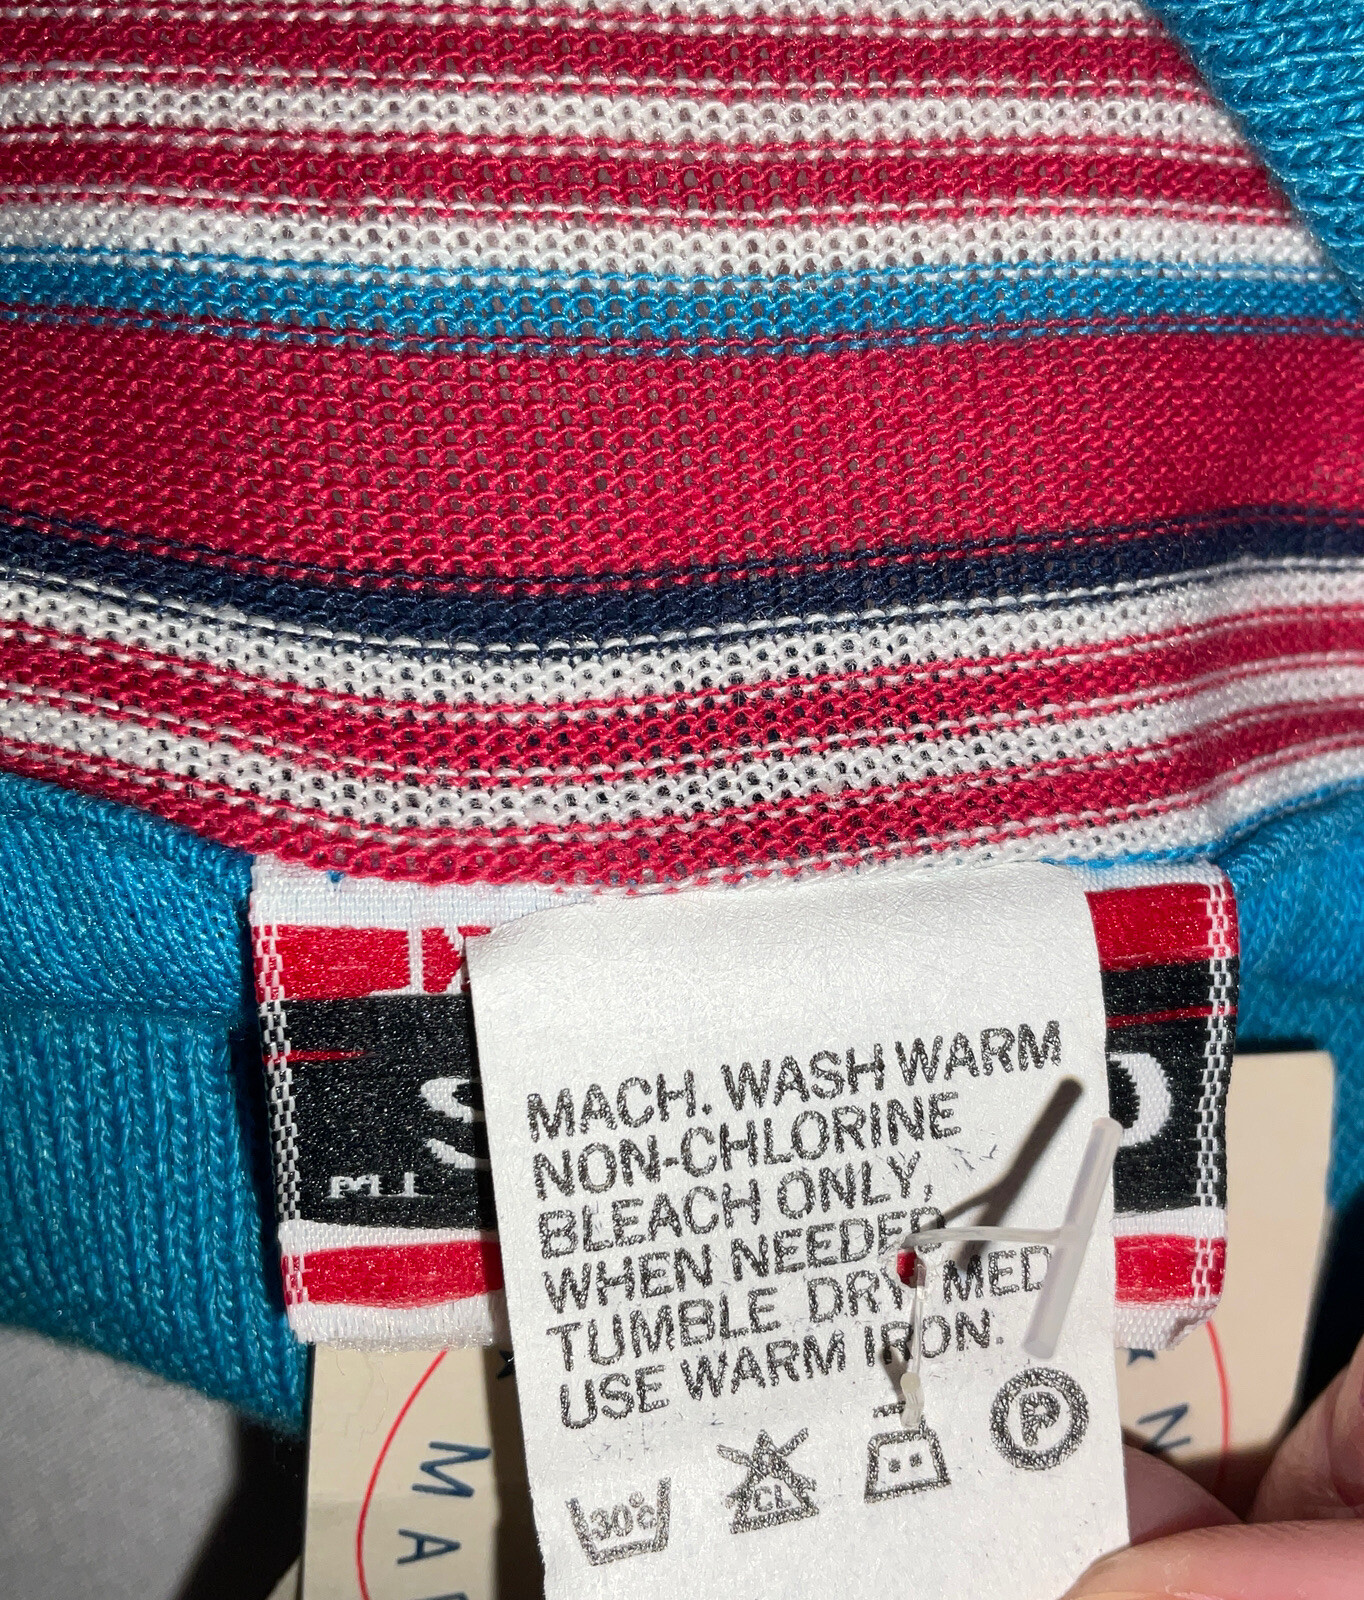 MACH. WASH WARM
NON-CHLORINE
BLEACH ONLY,
WHEN NEEDED
TUMBLE DRY MED
USE WARM IRON.
30°C CL P